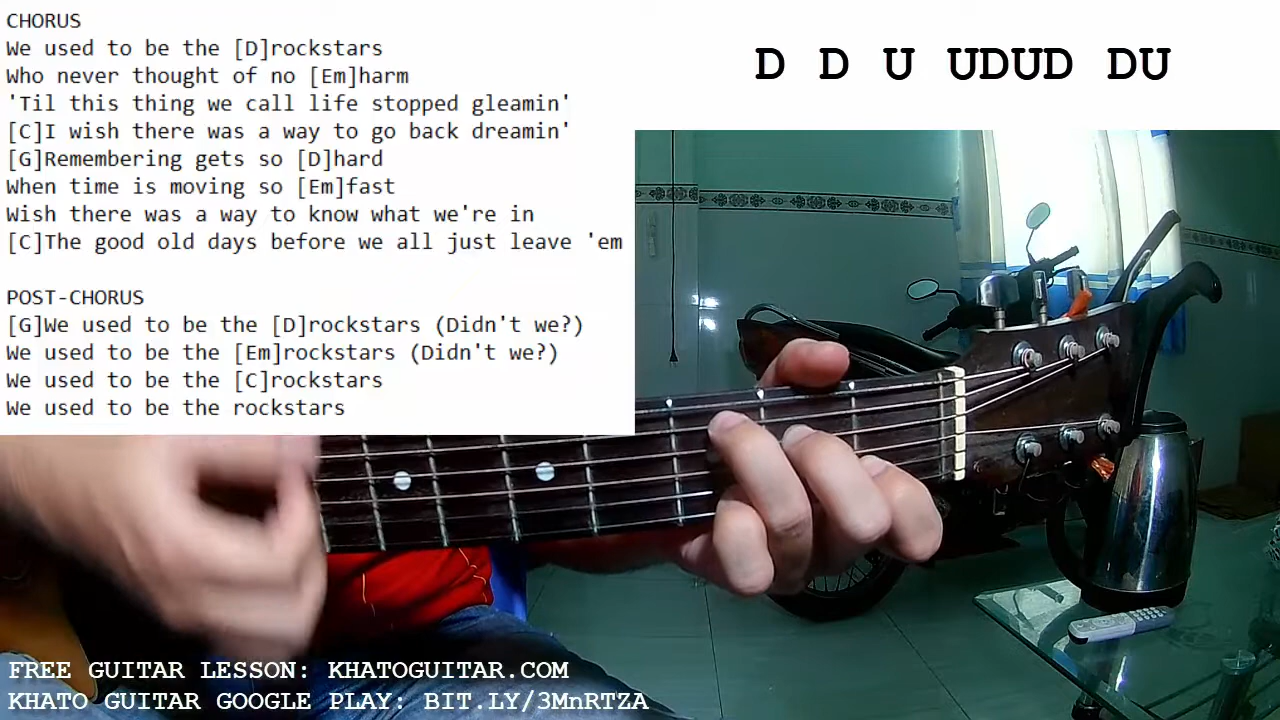 CHORUS
We used to be the [D]rockstars
Who never thought of no [Em]harm
'Til this thing we call life stopped gleamin'
[C]I wish there was a way to go back dreamin'
[G]Remembering gets so [D]hard
When time is moving so [Em]fast
Wish there was a way to know what we're in
[C]The good old days before we all just leave 'em
POST-CHORUS
[G]We used to be the [D]rockstars (Didn't we?)
We used to be the [Em]rockstars (Didn't we?)
We used to be the [C]rockstars
We used to be the rockstars
D D U UDUD DU
FREE GUITAR LESSON: KHATOGUITAR.COM
KHATO GUITAR GOOGLE PLAY: BIT.LY/3MnRTZA